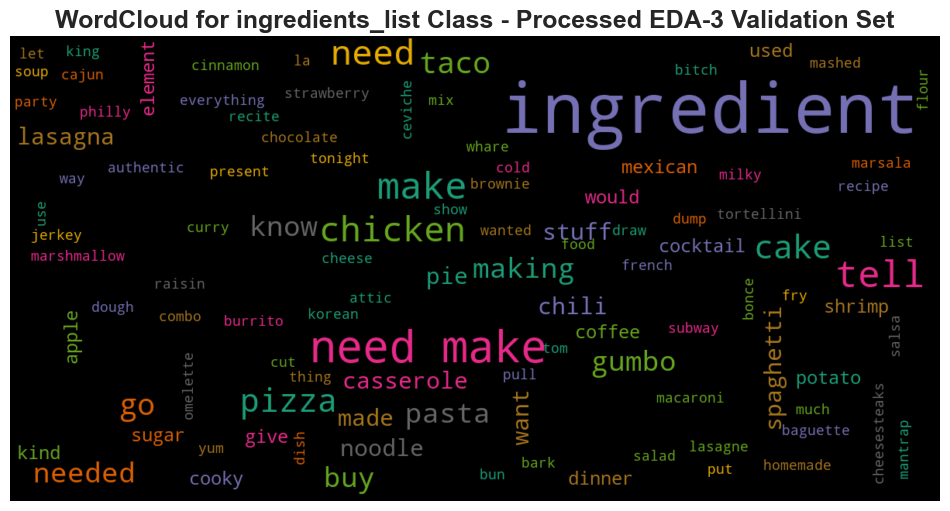 WordCloud for ingredients_list Class - Processed EDA-3 Validation Set
let king element cinnamon la need taco used mashed
soup cajun bitch
party philly everything strawberry ceviche mix ingredient flour
recite
lasagna chocolate whare
way authentic present tonight cold mexican marsala
make brownie would milky recipe
use show dump tortellini
jerkey curry know chicken wanted stuff draw list
marshmallow cheese food cocktail cake
pie making french tell
raisin attic bonce fry
dough combo burrito korean chili shrimp
apple need make tom coffee subway spaghetti salsa
cut gumbo
omelette thing casserole pull potato
go pizza made pasta want macaroni much cheesesteaks
sugar give dish noodle baguette mantrap
kind yum lasagne
needed cooky buy bun bark salad put homemade
dinner